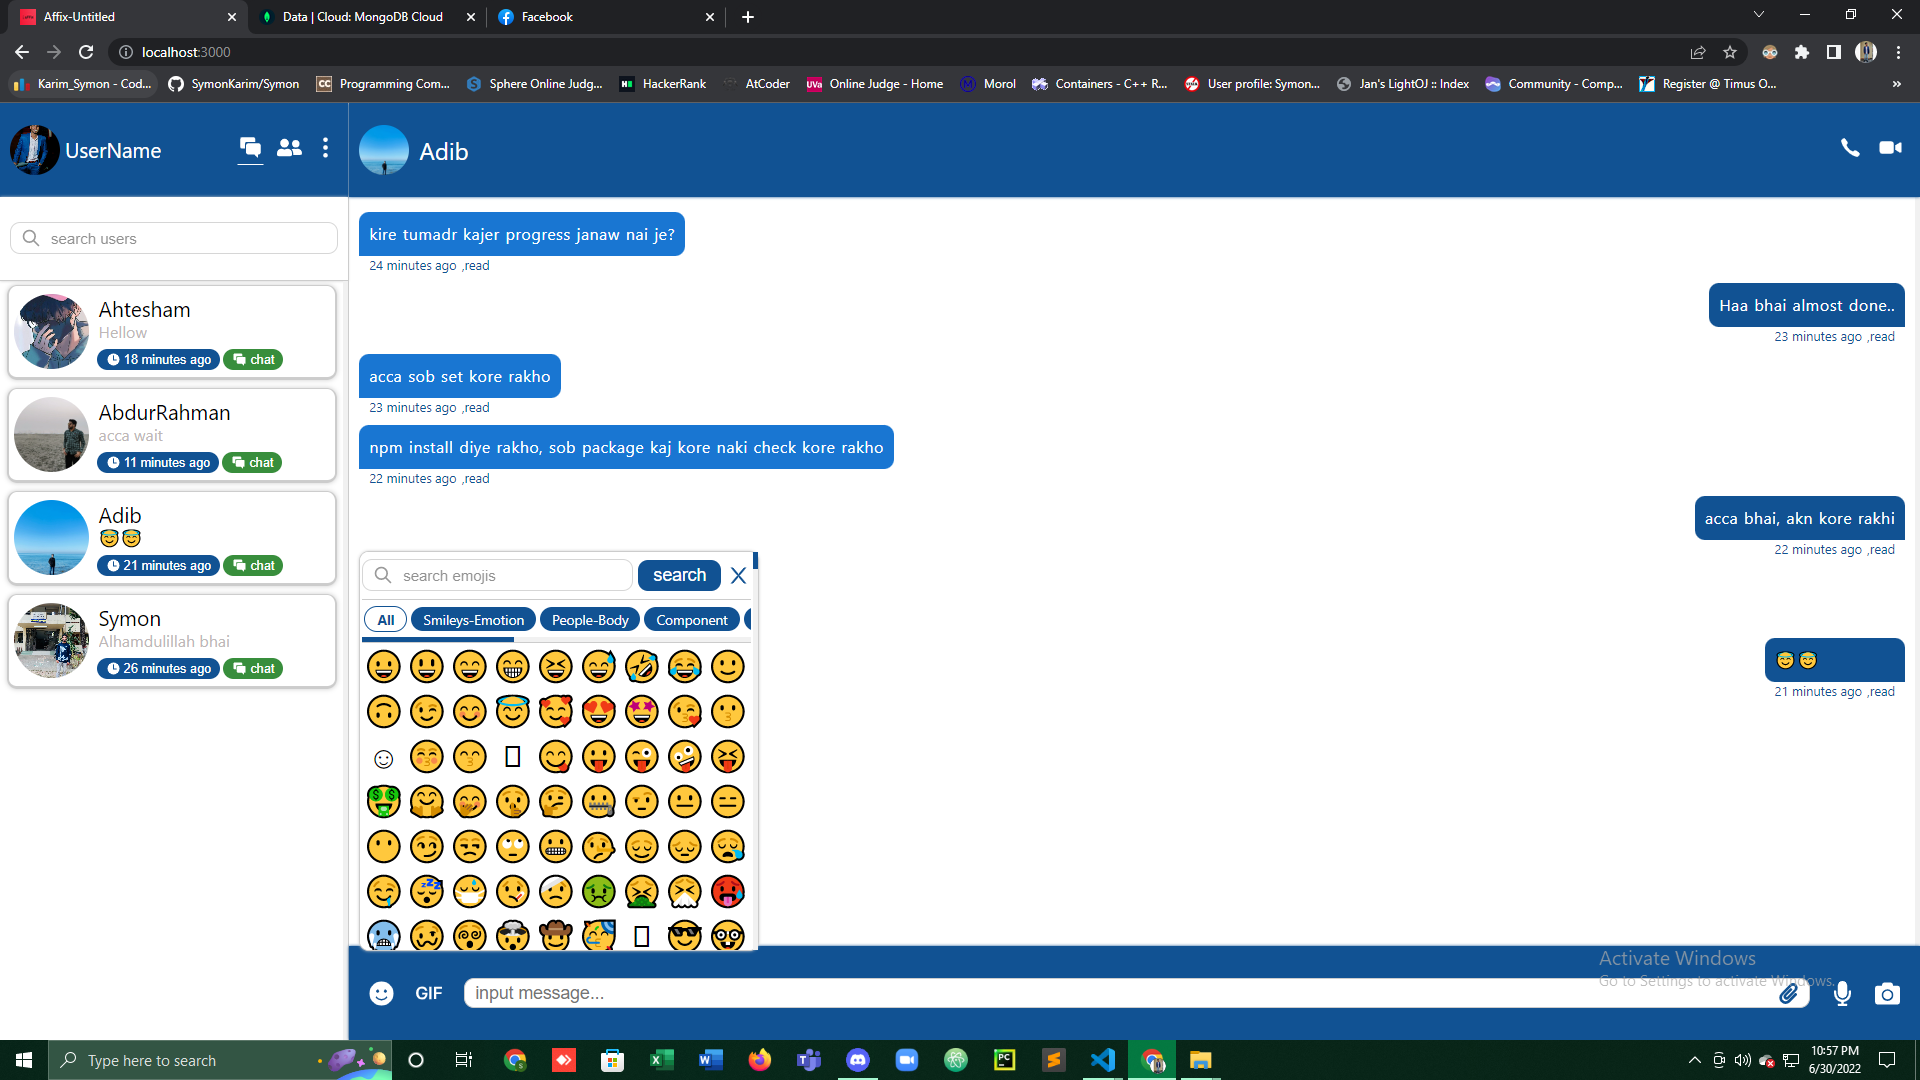 Affix-Untitled
Data | Cloud: MongoDB Cloud
Facebook
localhost:3000
Karim_Symon - Cod...
SymonKarim/Symon
CC
Programming Com...
Sphere Online Judg...
HackerRank
AtCoder
UVa
Online Judge - Home
Morol
Containers - C++ R...
User profile: Symon...
Jan's LightOJ :: Index
Community - Comp...
Register @ Timus O...
»
UserName
Adib
search users
Ahtesham
Hellow
18 minutes ago
chat
AbdurRahman
acca wait
11 minutes ago
chat
Adib
😇😇
21 minutes ago
chat
Symon
Alhamdulillah bhai
26 minutes ago
chat
kire tumadr kajer progress janaw nai je?
24 minutes ago ,read
Haa bhai almost done..
23 minutes ago ,read
acca sob set kore rakho
23 minutes ago ,read
npm install diye rakho, sob package kaj kore naki check kore rakho
22 minutes ago ,read
acca bhai, akn kore rakhi
22 minutes ago ,read
😇😇
21 minutes ago ,read
search emojis
search
X
All
Smileys-Emotion
People-Body
Component
GIF
input message...
Activate Windows
Go to Settings to activate Windows.
Type here to search
10:57 PM
6/30/2022